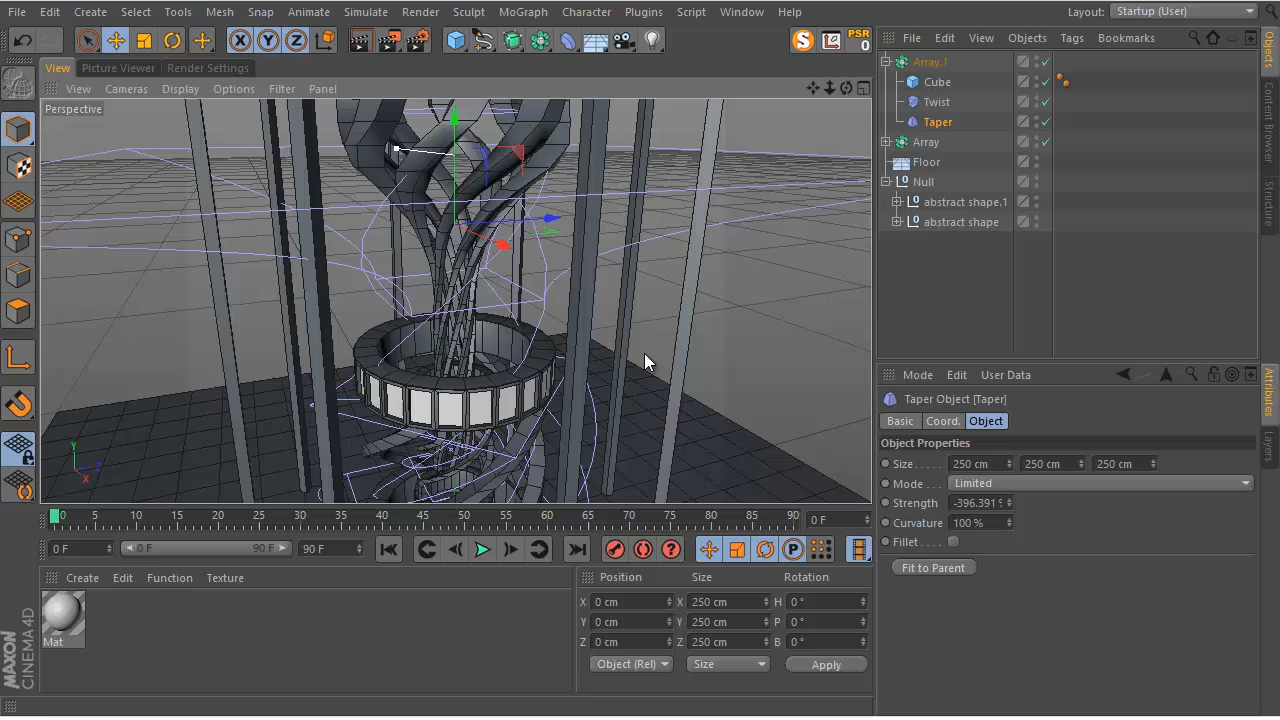 File Edit Create Select Tools Mesh Snap Animate Simulate Render Sculpt MoGraph Character Plugins Script Window Help Layout: Startup (User)
X Y Z S PSR 0
View Picture Viewer Render Settings
View Cameras Display Options Filter Panel
Perspective
Y
Z
X
0 5 10 15 20 25 30 35 40 45 50 55 60 65 70 75 80 85 90 0 F
0 F 0 F 90 F 90 F ? P
Create Edit Function Texture
Mat
MAXON
CINEMA 4D
Position Size Rotation
X 0 cm X 250 cm H 0 °
Y 0 cm Y 250 cm P 0 °
Z 0 cm Z 250 cm B 0 °
Object (Rel) Size Apply
File Edit View Objects Tags Bookmarks
Array.1
Cube
Twist
Taper
Array
Floor
Null
abstract shape.1
abstract shape
Objects
Content Browser
Structure
Mode Edit User Data
Taper Object [Taper]
Basic Coord. Object
Object Properties
Size . . . . . 250 cm 250 cm 250 cm
Mode . . . . Limited
Strength -396.391 %
Curvature 100 %
Fillet . . . .
Fit to Parent
Attributes
Layers